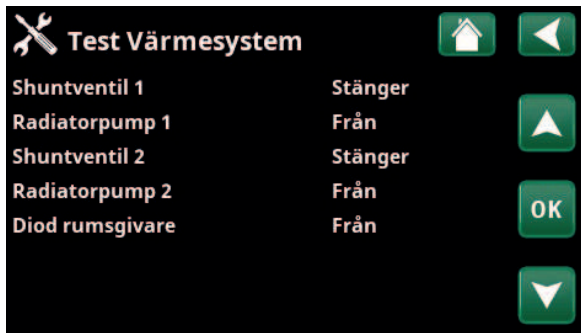 Test Värmesystem
Shuntventil 1 Stänger
Radiatorpump 1 Från
Shuntventil 2 Stänger
Radiatorpump 2 Från
OK
Diod rumsgivare Från